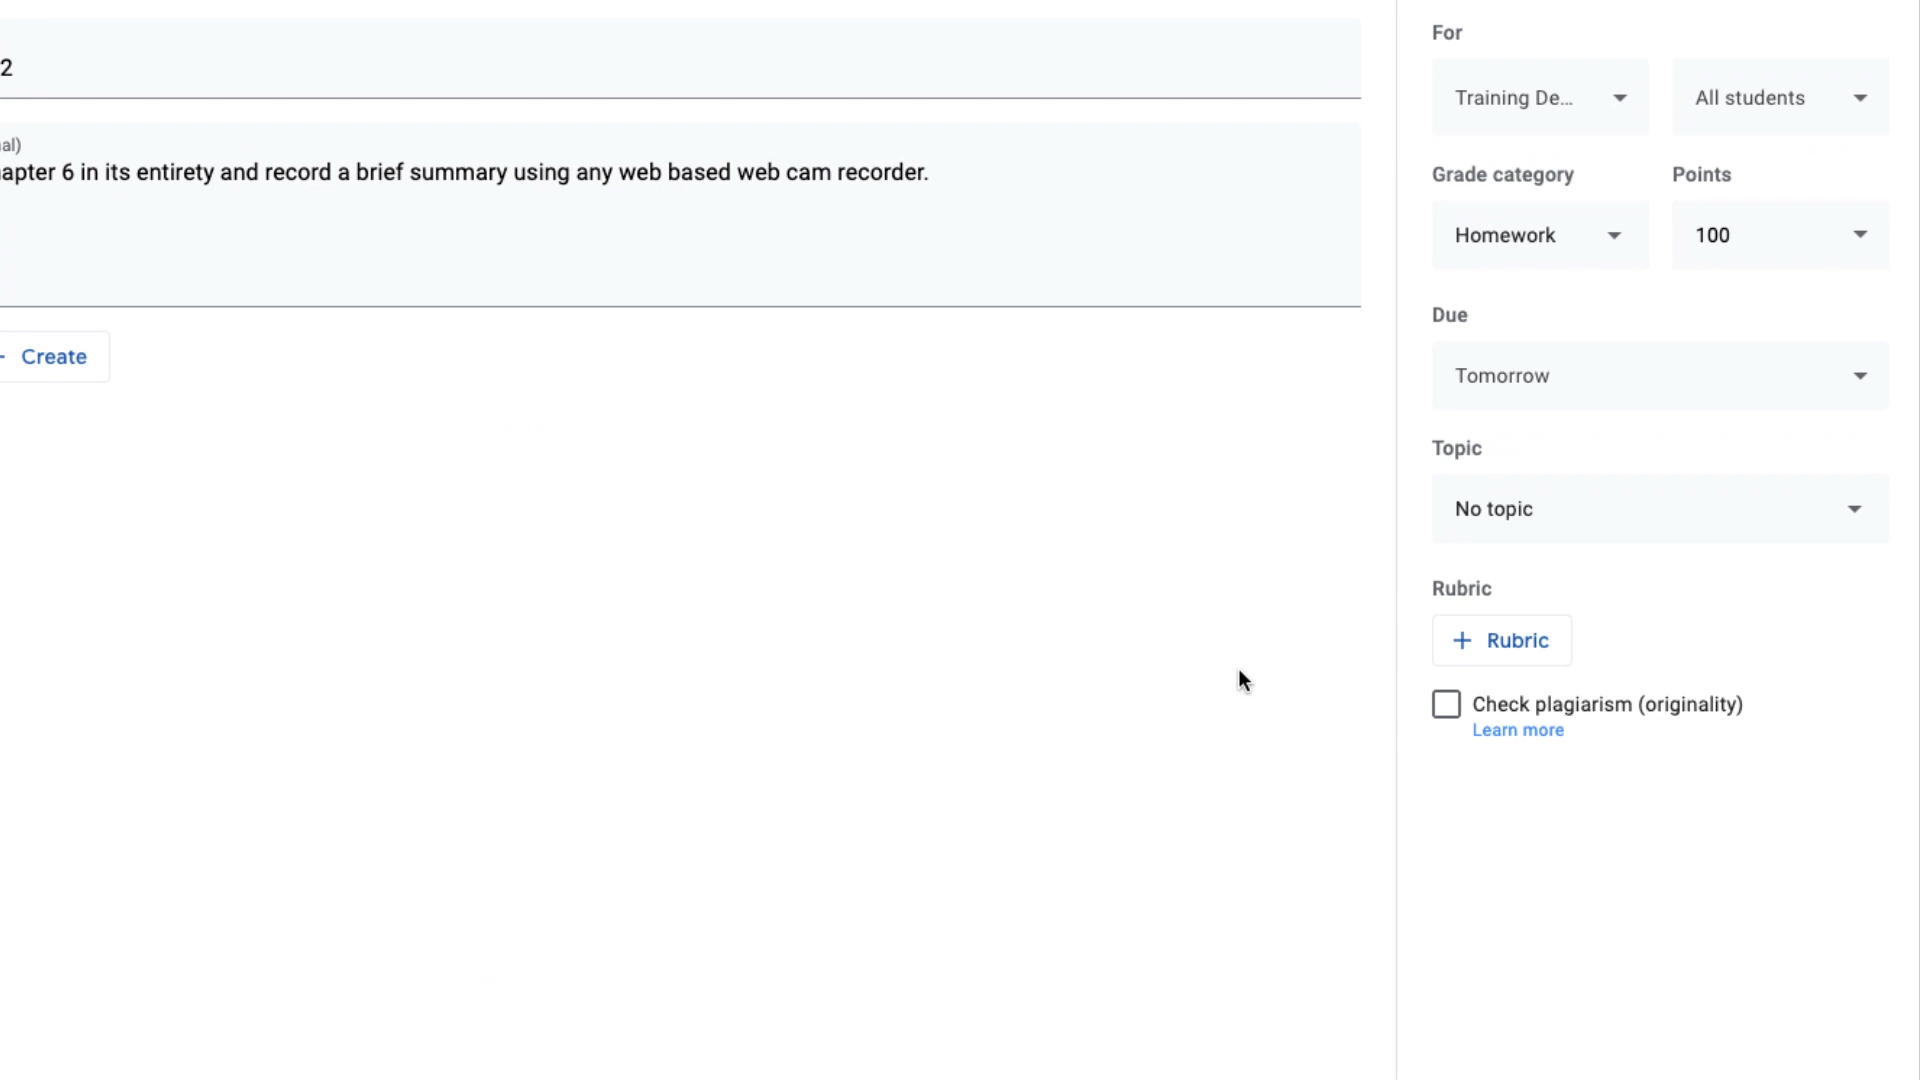 2
al)
apter 6 in its entirety and record a brief summary using any web based web cam recorder.
Create
For
Training De... All students
Grade category Points
Homework 100
Due
Tomorrow
Topic
No topic
Rubric
+ Rubric
Check plagiarism (originality)
Learn more